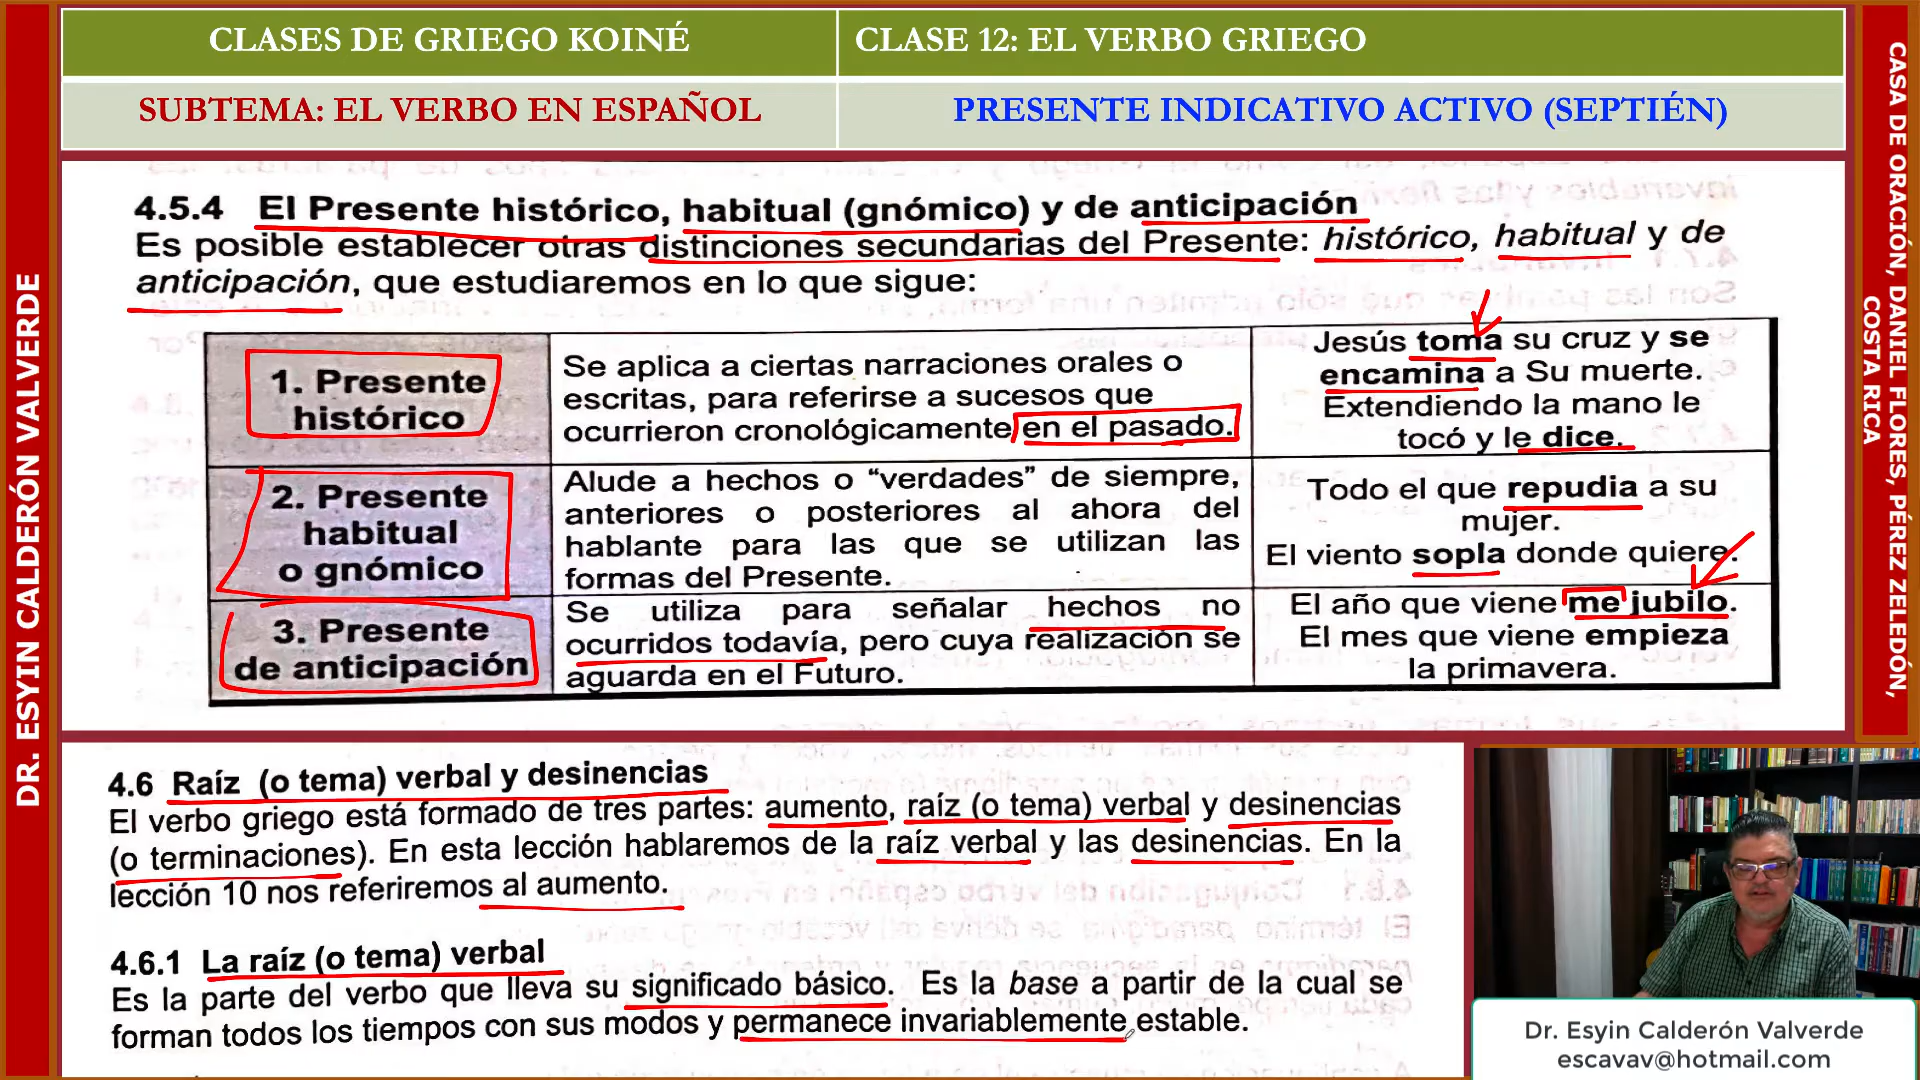 CLASES DE GRIEGO KOINÉ
CLASE 12: EL VERBO GRIEGO
SUBTEMA: EL VERBO EN ESPAÑOL
PRESENTE INDICATIVO ACTIVO (SEPTIÉN)
DR. ESYIN CALDERÓN VALVERDE
CASA DE ORACIÓN, DANIEL FLORES, PÉREZ ZELEDÓN,
COSTA RICA
4.5.4 El Presente histórico, habitual (gnómico) y de anticipación
Es posible establecer otras distinciones secundarias del Presente: histórico, habitual y de
anticipación, que estudiaremos en lo que sigue:
1. Presente
histórico
Se aplica a ciertas narraciones orales o
escritas, para referirse a sucesos que
ocurrieron cronológicamente en el pasado.
Jesús toma su cruz y se
encamina a Su muerte.
Extendiendo la mano le
tocó y le dice.
2. Presente
habitual
o gnómico
Alude a hechos o “verdades” de siempre,
anteriores o posteriores al ahora del
hablante para las que se utilizan las
formas del Presente.
Todo el que repudia a su
mujer.
El viento sopla donde quiere.
3. Presente
de anticipación
Se utiliza para señalar hechos no
ocurridos todavía, pero cuya realización se
aguarda en el Futuro.
El año que viene me jubilo.
El mes que viene empieza
la primavera.
4.6 Raíz (o tema) verbal y desinencias
El verbo griego está formado de tres partes: aumento, raíz (o tema) verbal y desinencias
(o terminaciones). En esta lección hablaremos de la raíz verbal y las desinencias. En la
lección 10 nos referiremos al aumento.
4.6.1 La raíz (o tema) verbal
Es la parte del verbo que lleva su significado básico. Es la base a partir de la cual se
forman todos los tiempos con sus modos y permanece invariablemente estable.
Dr. Esyin Calderón Valverde
escavav@hotmail.com